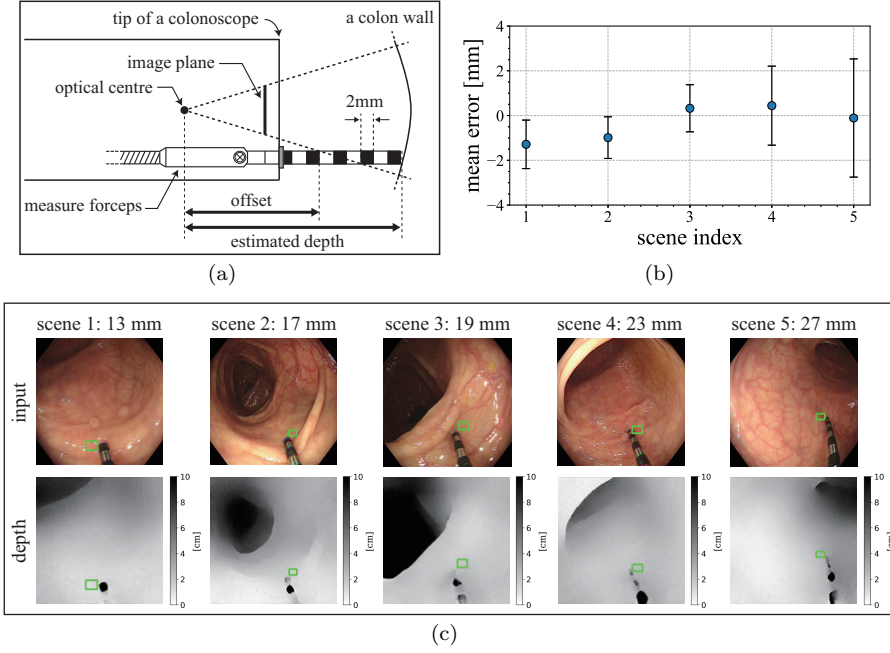 tip of a colonoscope
a colon wall
image plane
optical centre
2mm
measure forceps
offset
estimated depth
(a)
mean error [mm]
4
2
0
−2
−4
1 2 3 4 5
scene index
(b)
scene 1: 13 mm scene 2: 17 mm scene 3: 19 mm scene 4: 23 mm scene 5: 27 mm
input
depth
10 10 10 10 10
8 8 8 8 8
6 6 6 6 6
4 4 4 4 4
2 2 2 2 2
0 0 0 0 0
[cm] [cm] [cm] [cm] [cm]
(c)